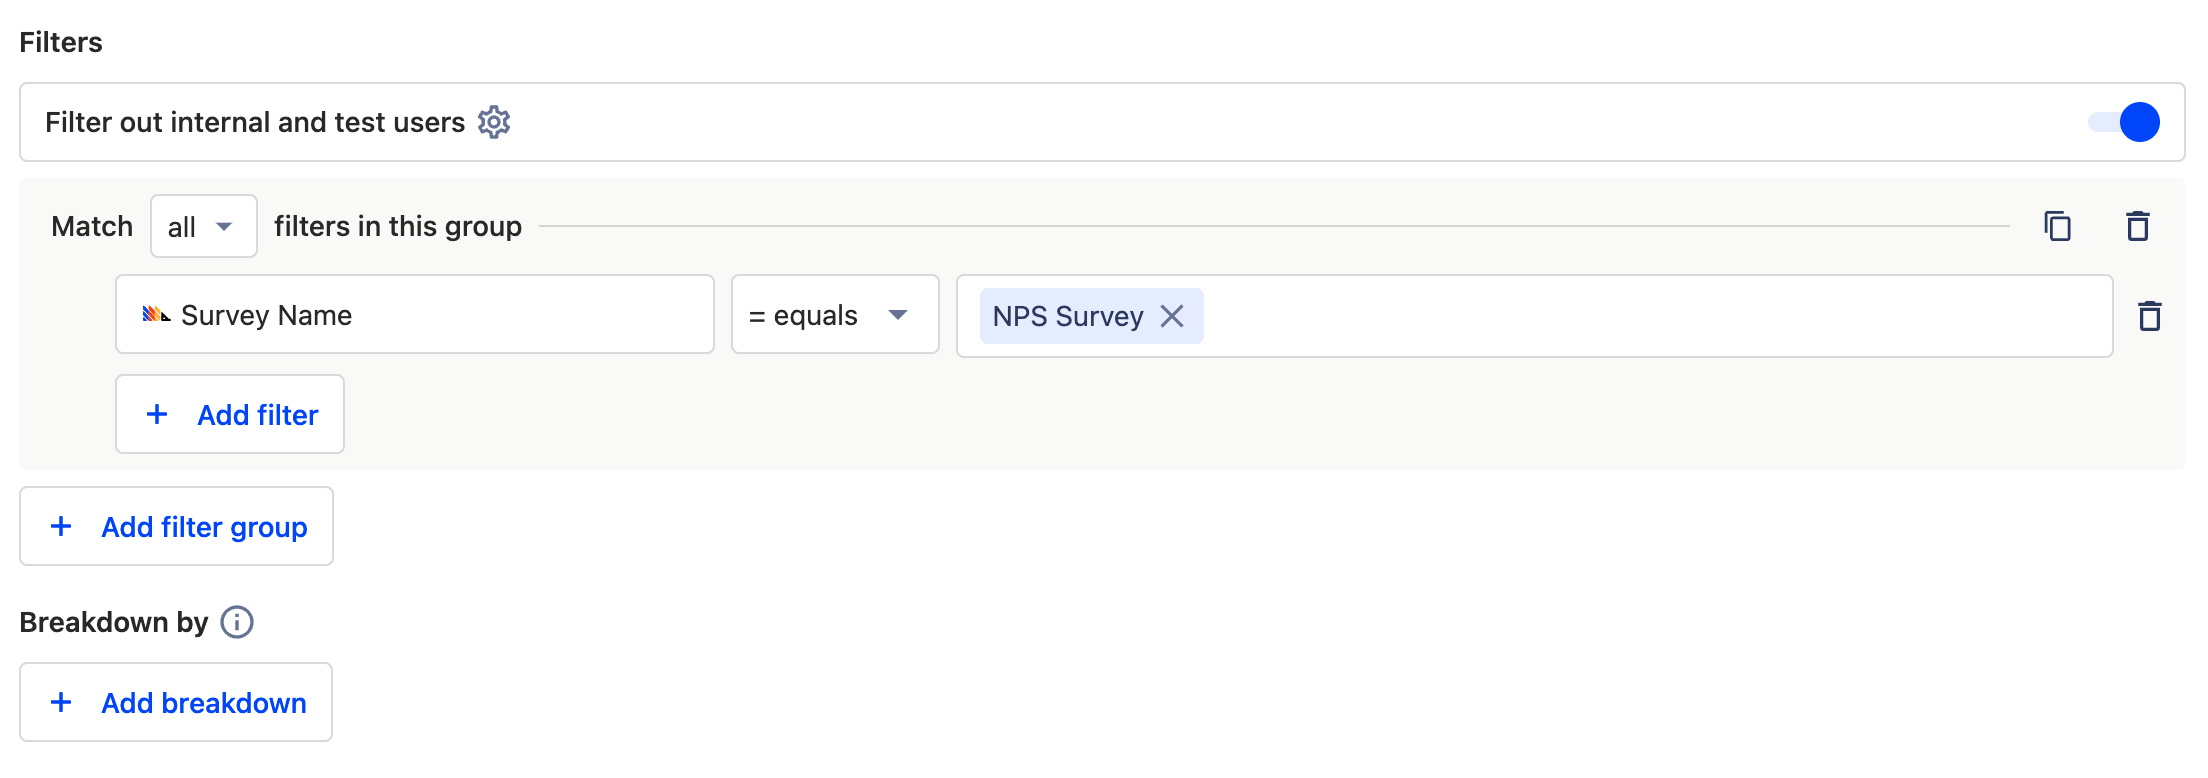 Filters
Filter out internal and test users
Match all filters in this group
Survey Name = equals NPS Survey
+ Add filter
+ Add filter group
Breakdown by
+ Add breakdown